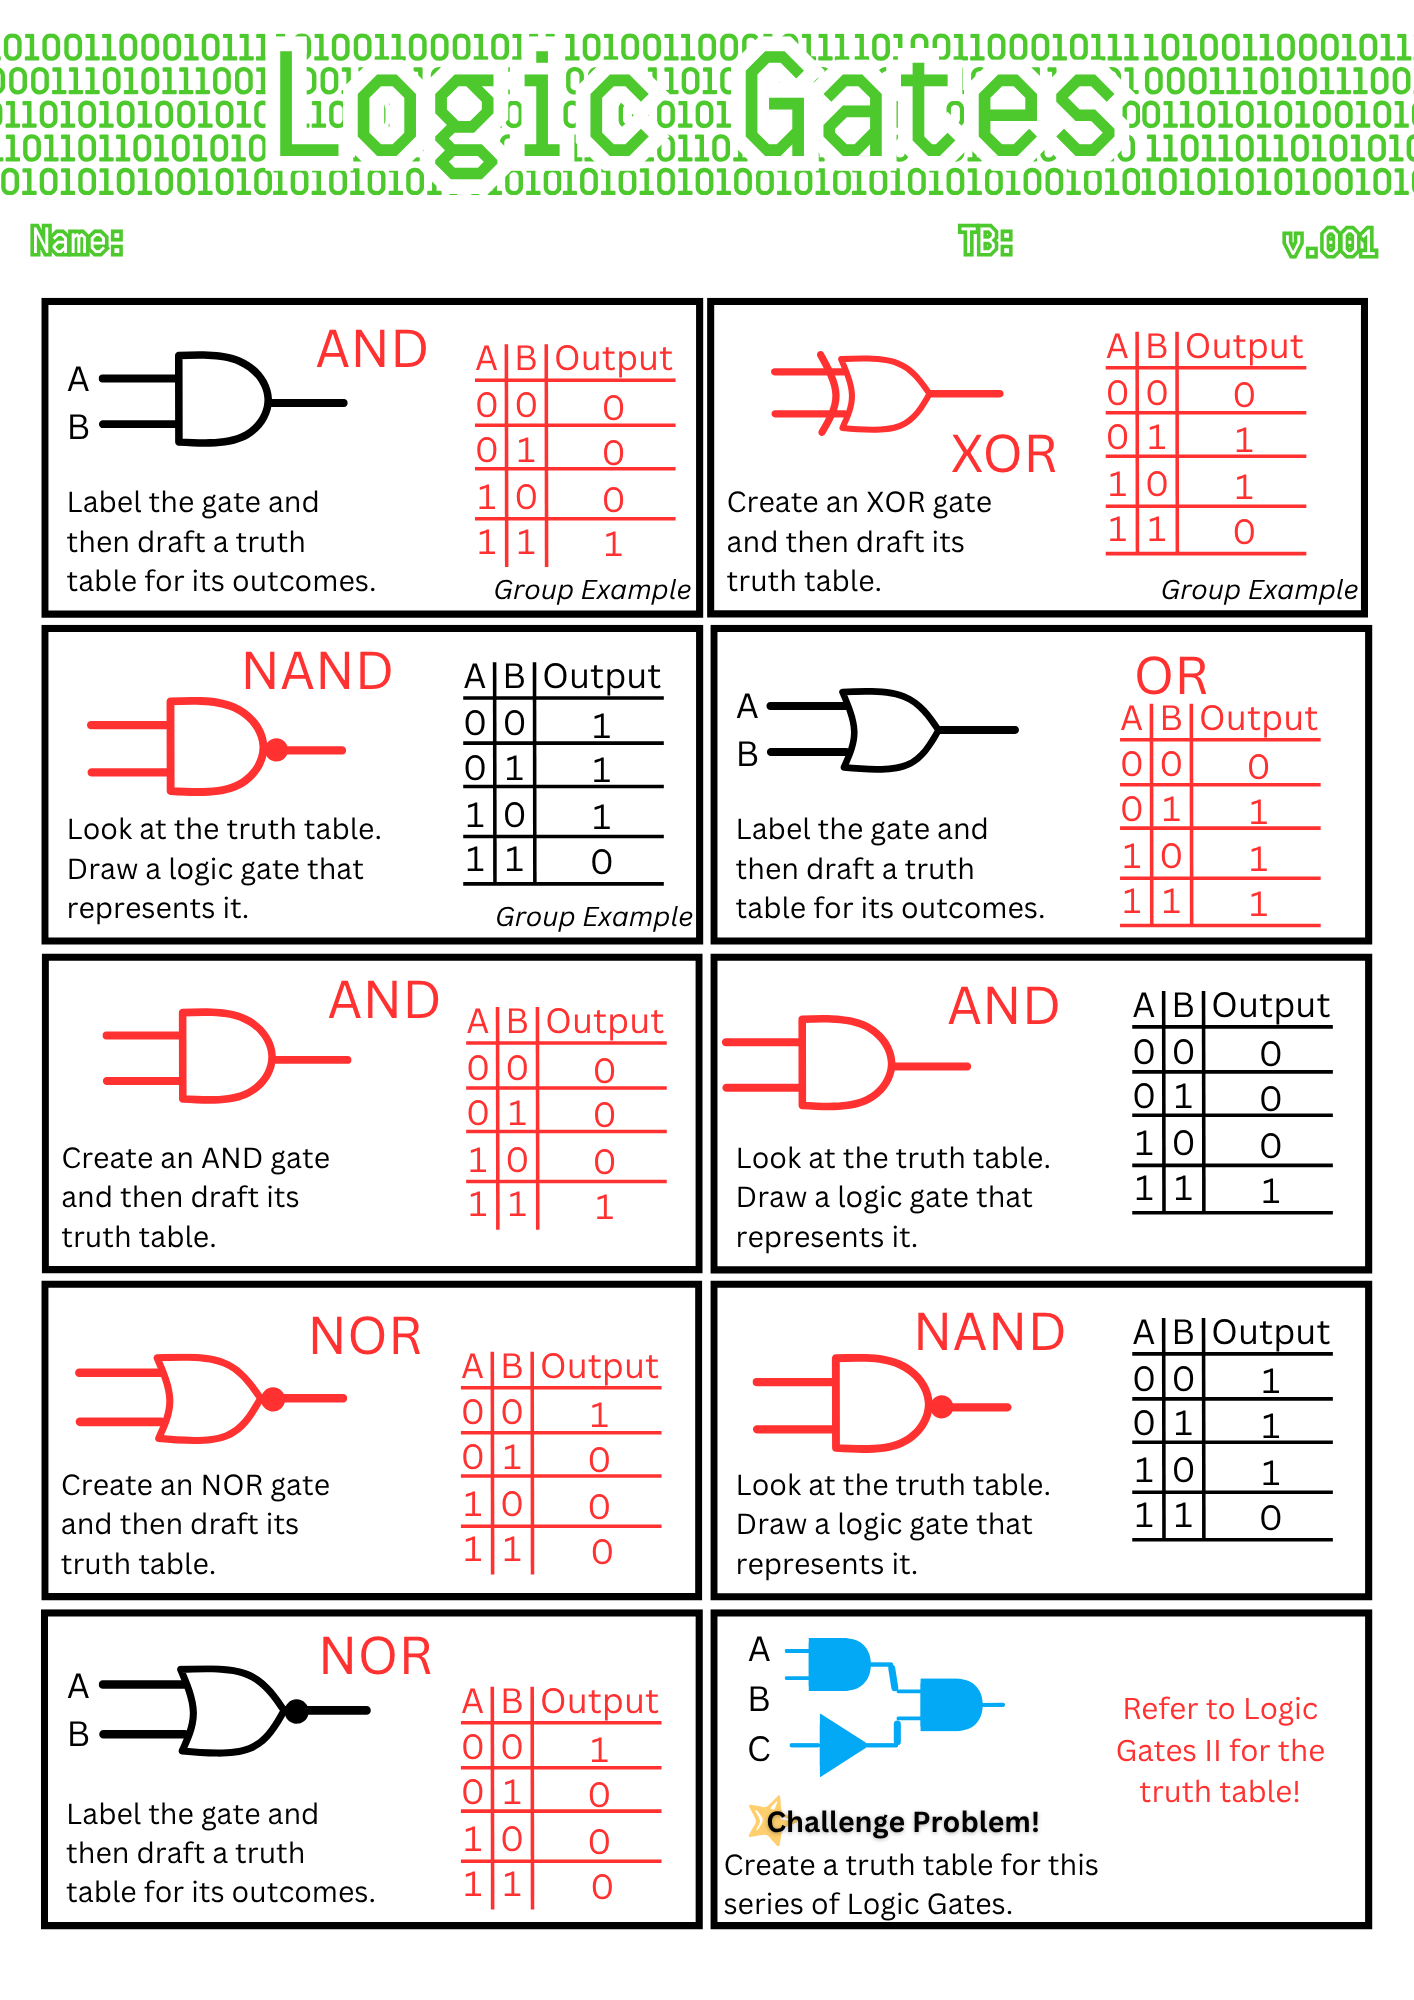 Logic Gates
Name:
TB:
v.001
AND
A
B
A B Output
0 0 0
0 1 0
1 0 0
1 1 1
Label the gate and
then draft a truth
table for its outcomes.
Group Example
XOR
A B Output
0 0 0
0 1 1
1 0 1
1 1 0
Create an XOR gate
and then draft its
truth table.
Group Example
NAND
A B Output
0 0 1
0 1 1
1 0 1
1 1 0
Look at the truth table.
Draw a logic gate that
represents it.
Group Example
OR
A
B
A B Output
0 0 0
0 1 1
1 0 1
1 1 1
Label the gate and
then draft a truth
table for its outcomes.
AND
A B Output
0 0 0
0 1 0
1 0 0
1 1 1
Create an AND gate
and then draft its
truth table.
AND
A B Output
0 0 0
0 1 0
1 0 0
1 1 1
Look at the truth table.
Draw a logic gate that
represents it.
NOR
A B Output
0 0 1
0 1 0
1 0 0
1 1 0
Create an NOR gate
and then draft its
truth table.
NAND
A B Output
0 0 1
0 1 1
1 0 1
1 1 0
Look at the truth table.
Draw a logic gate that
represents it.
NOR
A
B
A B Output
0 0 1
0 1 0
1 0 0
1 1 0
Label the gate and
then draft a truth
table for its outcomes.
A
B
C
Refer to Logic
Gates II for the
truth table!
Challenge Problem!
Create a truth table for this
series of Logic Gates.